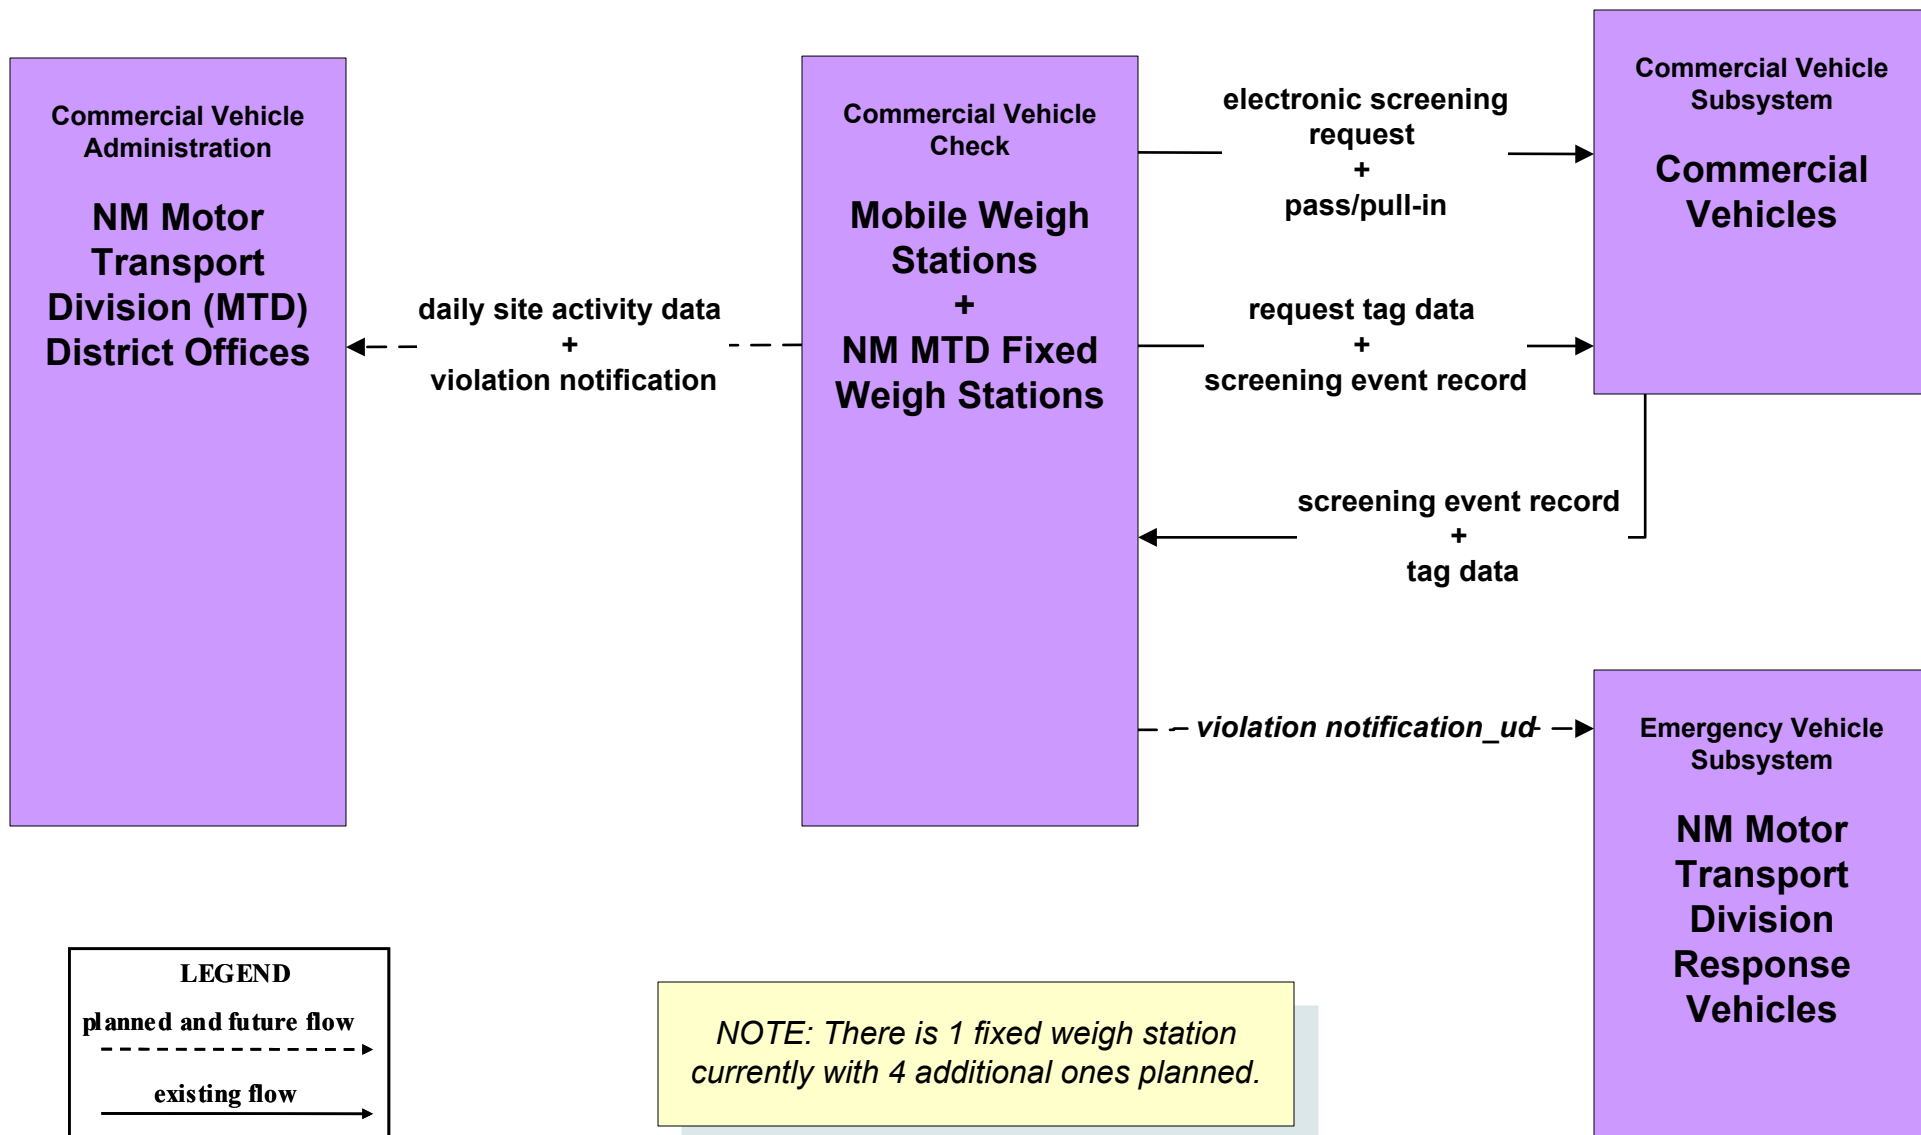 Commercial Vehicle
Administration
NM Motor
Transport
Division (MTD)
District Offices
daily site activity data
+
violation notification
Commercial Vehicle
Check
Mobile Weigh
Stations
+
NM MTD Fixed
Weigh Stations
electronic screening
request
+
pass/pull-in
request tag data
+
screening event record
screening event record
+
tag data
violation notification_ud
Commercial Vehicle
Subsystem
Commercial
Vehicles
Emergency Vehicle
Subsystem
NM Motor
Transport
Division
Response
Vehicles
LEGEND
planned and future flow
existing flow
NOTE: There is 1 fixed weigh station
currently with 4 additional ones planned.